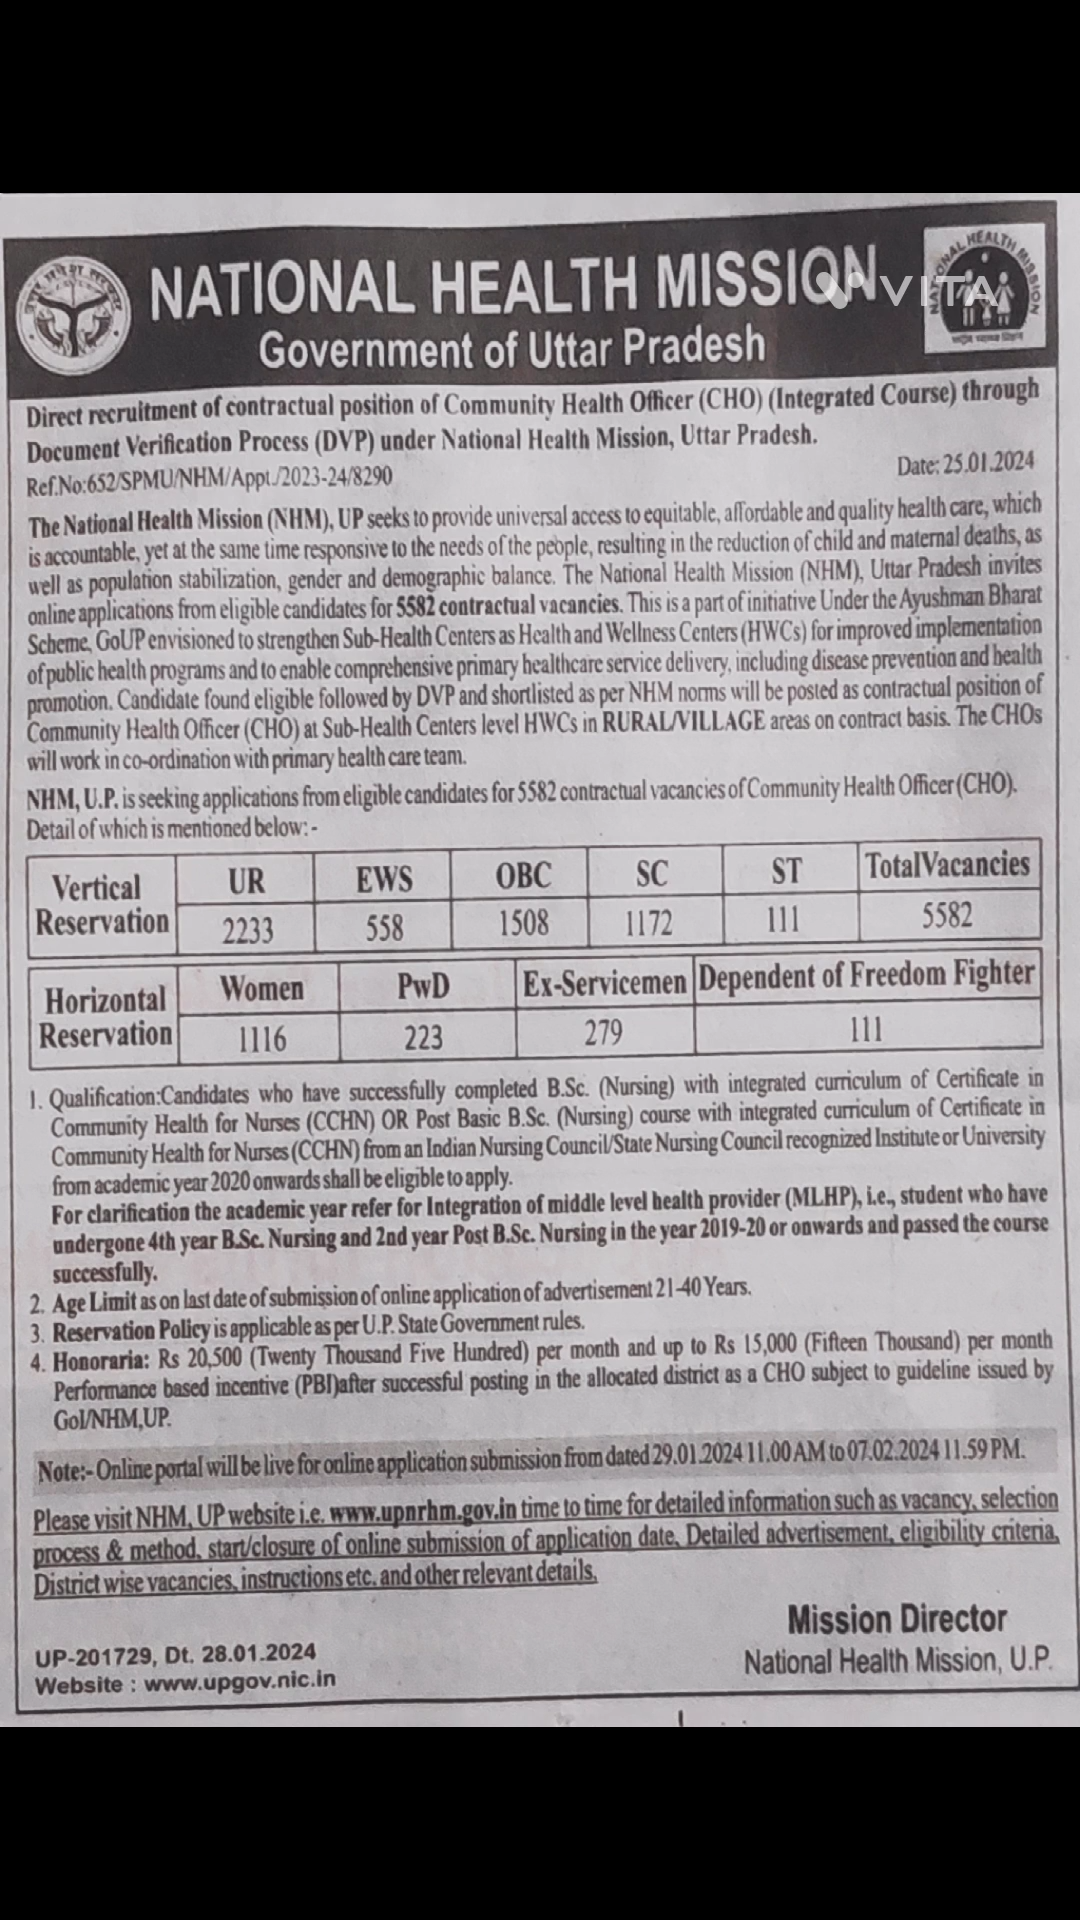 NATIONAL HEALTH MISSION
VITA
NATIONAL HEALTH MISSION
Government of Uttar Pradesh
Direct recruitment of contractual position of Community Health Officer (CHO) (Integrated Course) through
Document Verification Process (DVP) under National Health Mission, Uttar Pradesh.
Ref.No:652/SPMU/NHM/Appt./2023-24/8290
Date: 25.01.2024
The National Health Mission (NHM), UP seeks to provide universal access to equitable, affordable and quality health care, which
is accountable, yet at the same time responsive to the needs of the people, resulting in the reduction of child and maternal deaths, as
well as population stabilization, gender and demographic balance. The National Health Mission (NHM), Uttar Pradesh invites
online applications from eligible candidates for 5582 contractual vacancies. This is a part of initiative Under the Ayushman Bharat
Scheme, GoUP envisioned to strengthen Sub-Health Centers as Health and Wellness Centers (HWCs) for improved implementation
of public health programs and to enable comprehensive primary healthcare service delivery, including disease prevention and health
promotion. Candidate found eligible followed by DVP and shortlisted as per NHM norms will be posted as contractual position of
Community Health Officer (CHO) at Sub-Health Centers level HWCs in RURAL/VILLAGE areas on contract basis. The CHOs
will work in co-ordination with primary health care team.
NHM, U.P. is seeking applications from eligible candidates for 5582 contractual vacancies of Community Health Officer (CHO).
Detail of which is mentioned below:-
Vertical Reservation UR EWS OBC SC ST Total Vacancies
2233 558 1508 1172 111 5582
Horizontal Reservation Women PwD Ex-Servicemen Dependent of Freedom Fighter
1116 223 279 111
1. Qualification:Candidates who have successfully completed B.Sc. (Nursing) with integrated curriculum of Certificate in
Community Health for Nurses (CCHN) OR Post Basic B.Sc. (Nursing) course with integrated curriculum of Certificate in
Community Health for Nurses (CCHN) from an Indian Nursing Council/State Nursing Council recognized Institute or University
from academic year 2020 onwards shall be eligible to apply.
For clarification the academic year refer for Integration of middle level health provider (MLHP), i.e., student who have
undergone 4th year B.Sc. Nursing and 2nd year Post B.Sc. Nursing in the year 2019-20 or onwards and passed the course
successfully.
2. Age Limit as on last date of submission of online application of advertisement 21-40 Years.
3. Reservation Policy is applicable as per U.P. State Government rules.
4. Honoraria: Rs 20,500 (Twenty Thousand Five Hundred) per month and up to Rs 15,000 (Fifteen Thousand) per month
Performance based incentive (PBI)after successful posting in the allocated district as a CHO subject to guideline issued by
GoI/NHM,UP.
Note:- Online portal will be live for online application submission from dated 29.01.2024 11.00 AM to 07.02.2024 11.59 PM.
Please visit NHM, UP website i.e. www.upnrhm.gov.in time to time for detailed information such as vacancy, selection
process & method, start/closure of online submission of application date, Detailed advertisement, eligibility criteria,
District wise vacancies, instructions etc. and other relevant details.
Mission Director
National Health Mission, U.P.
UP-201729, Dt. 28.01.2024
Website : www.upgov.nic.in